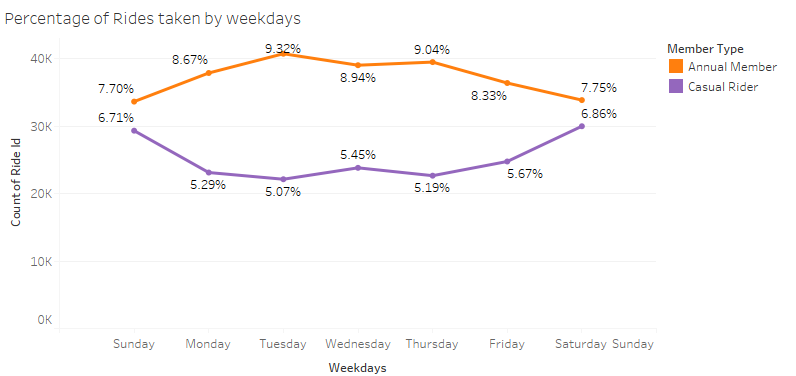 Percentage of Rides taken by weekdays
Member Type
Annual Member
Casual Rider
Count of Ride Id
40K
30K
20K
10K
0K
7.70%
8.67%
9.32%
8.94%
9.04%
8.33%
7.75%
6.71%
5.29%
5.07%
5.45%
5.19%
5.67%
6.86%
Sunday Monday Tuesday Wednesday Thursday Friday Saturday Sunday
Weekdays